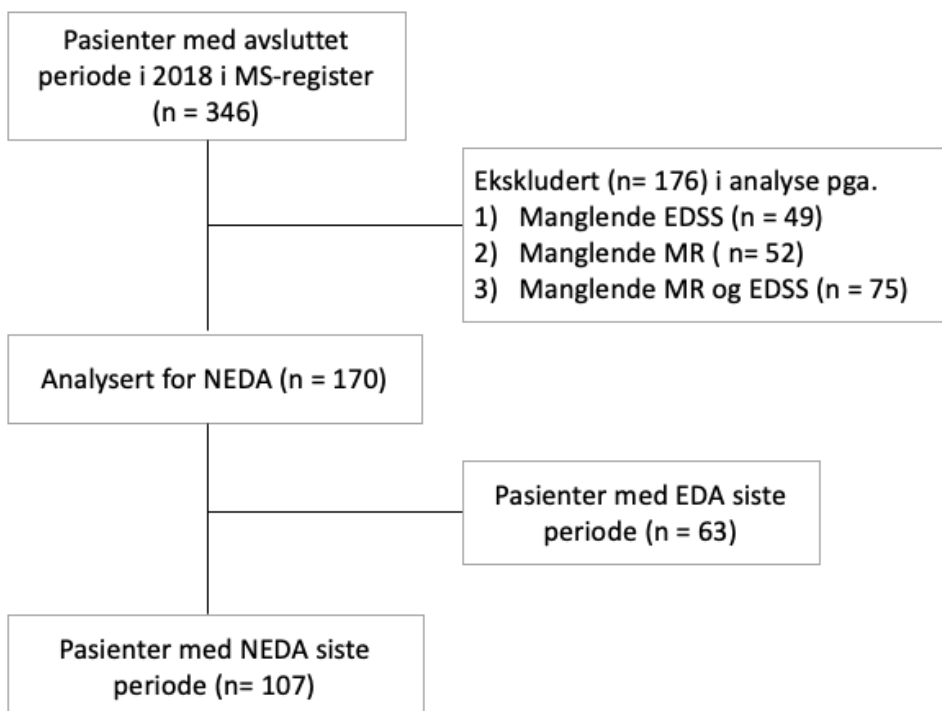 Pasienter med avsluttet
periode i 2018 i MS-register
(n = 346)
Ekskludert (n= 176) i analyse pga.
1) Manglende EDSS (n = 49)
2) Manglende MR ( n= 52)
3) Manglende MR og EDSS (n = 75)
Analysert for NEDA (n = 170)
Pasienter med EDA siste
periode (n = 63)
Pasienter med NEDA siste
periode (n= 107)